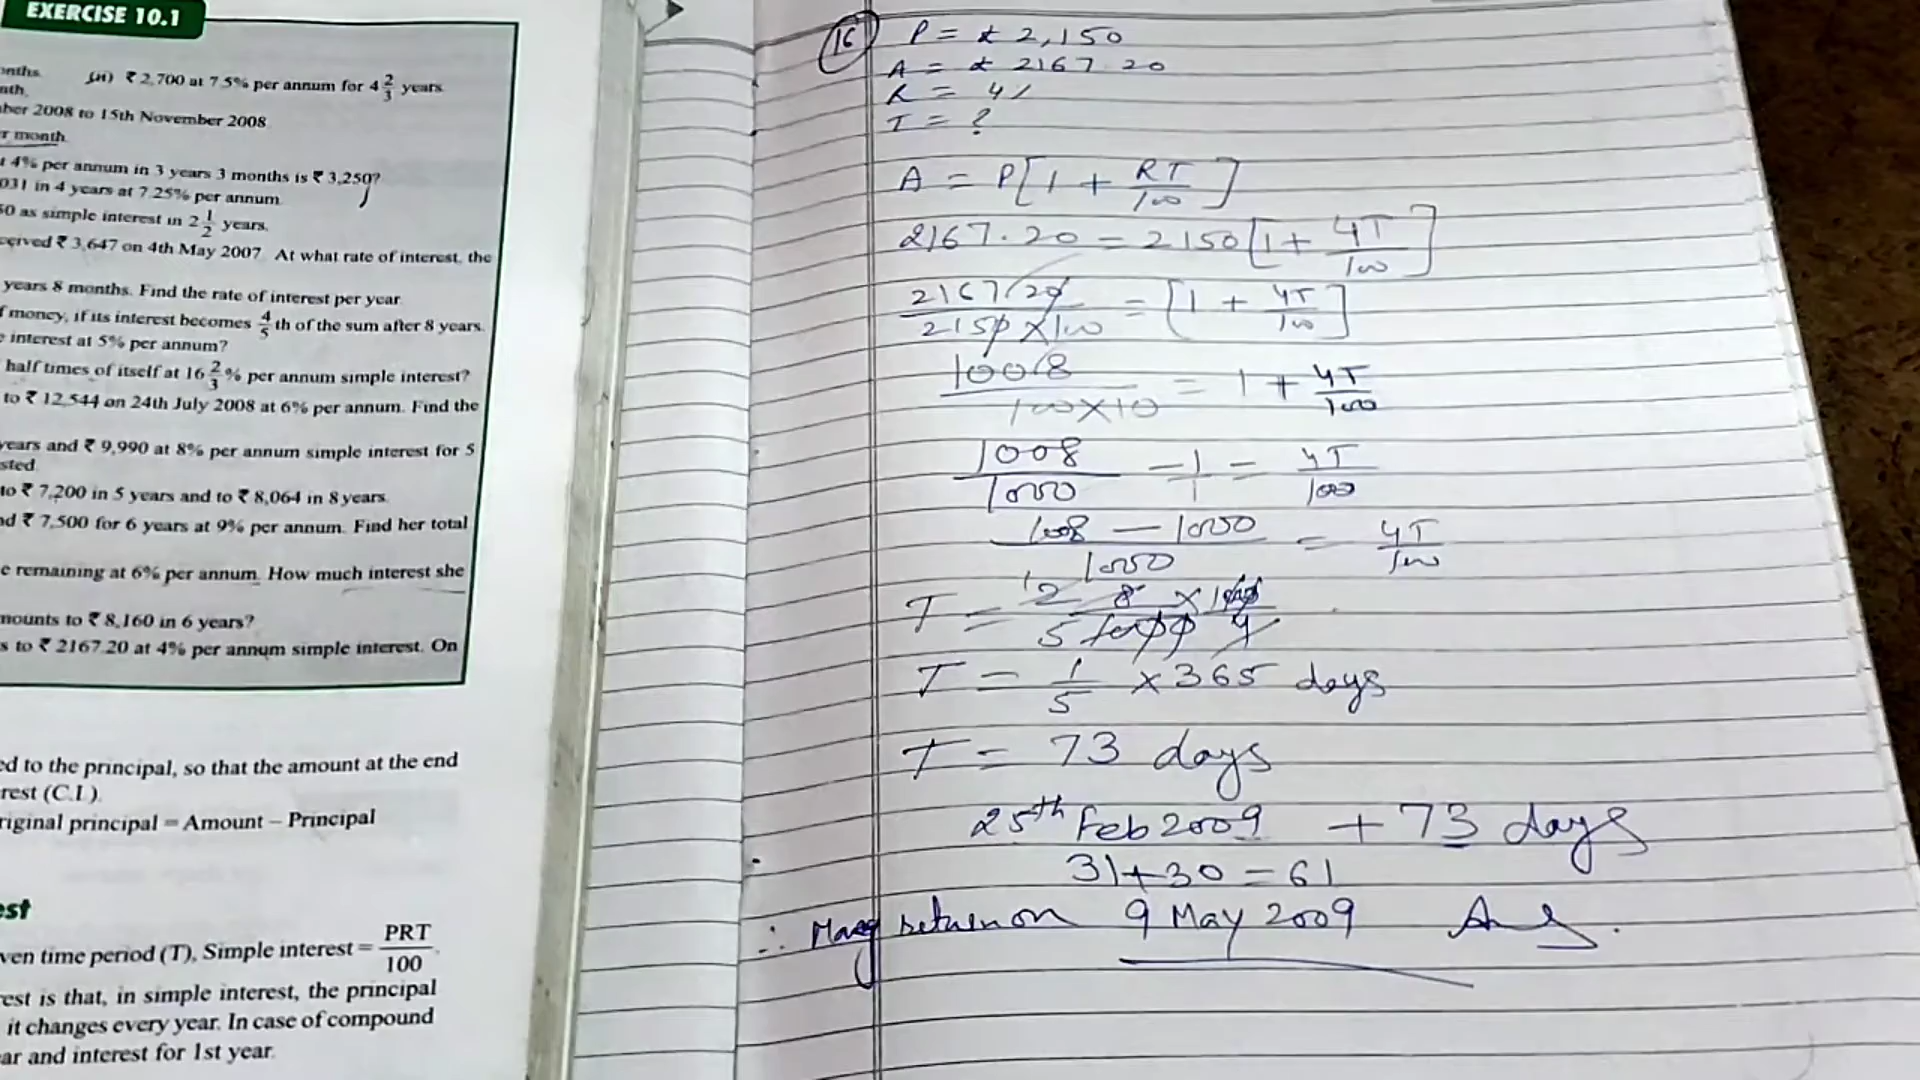 EXERCISE 10.1
onths. (ii) ₹ 2,700 at 7.5% per annum for 4 2/3 years
nth.
ber 2008 to 15th November 2008
r month.
t 4% per annum in 3 years 3 months is ₹ 3,250?
031 in 4 years at 7.25% per annum
50 as simple interest in 2 1/2 years.
ceived ₹ 3,647 on 4th May 2007. At what rate of interest, the
years 8 months. Find the rate of interest per year.
f money, if its interest becomes 4/5 th of the sum after 8 years.
e interest at 5% per annum?
half times of itself at 16 2/3 % per annum simple interest?
to ₹ 12,544 on 24th July 2008 at 6% per annum. Find the
years and ₹ 9,990 at 8% per annum simple interest for 5
sted.
to ₹ 7,200 in 5 years and to ₹ 8,064 in 8 years.
nd ₹ 7,500 for 6 years at 9% per annum. Find her total
e remaining at 6% per annum. How much interest she
mounts to ₹ 8,160 in 6 years?
s to ₹ 2167.20 at 4% per annum simple interest. On
ed to the principal, so that the amount at the end
rest (C.I.).
riginal principal = Amount – Principal
est
ven time period (T), Simple interest = PRT/100
est is that, in simple interest, the principal
it changes every year. In case of compound
ar and interest for 1st year.
16 P = ₹ 2,150
A = ₹ 2167.20
R = 4%
T = ?
A = P[1 + RT/100]
2167.20 = 2150[1 + 4T/100]
216720/2150×100 = [1 + 4T/100]
1008/100×10 = 1 + 4T/100
1008/1000 - 1/1 = 4T/100
1008 - 1000/1000 = 4T/100
T = 8 × 100/1000 4
T = 1/5 × 365 days
T = 73 days
25th Feb 2009 + 73 days
31+30 = 61
∴ return on 9 May 2009 Ans.